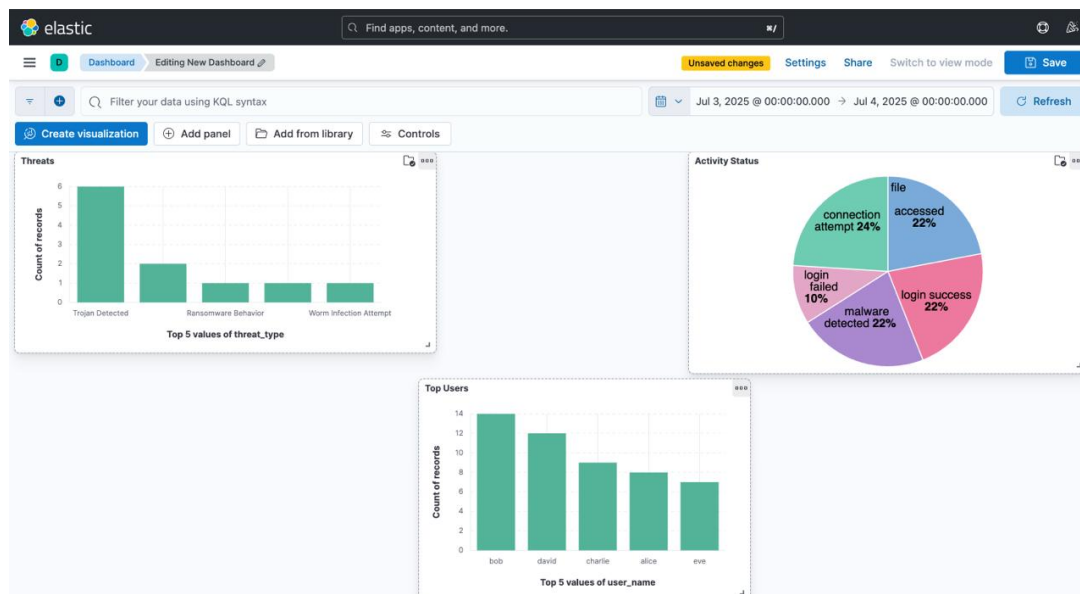 elastic
Find apps, content, and more.
⌘/
D
Dashboard
Editing New Dashboard
Unsaved changes
Settings
Share
Switch to view mode
Save
Filter your data using KQL syntax
Jul 3, 2025 @ 00:00:00.000 → Jul 4, 2025 @ 00:00:00.000
Refresh
Create visualization
Add panel
Add from library
Controls
Threats
Count of records
6
5
4
3
2
1
0
Trojan Detected
Ransomware Behavior
Worm Infection Attempt
Top 5 values of threat_type
Activity Status
file
accessed
22%
connection
attempt 24%
login
failed
10%
login success
22%
malware
detected 22%
Top Users
Count of records
14
12
10
8
6
4
2
0
bob
david
charlie
alice
eve
Top 5 values of user_name